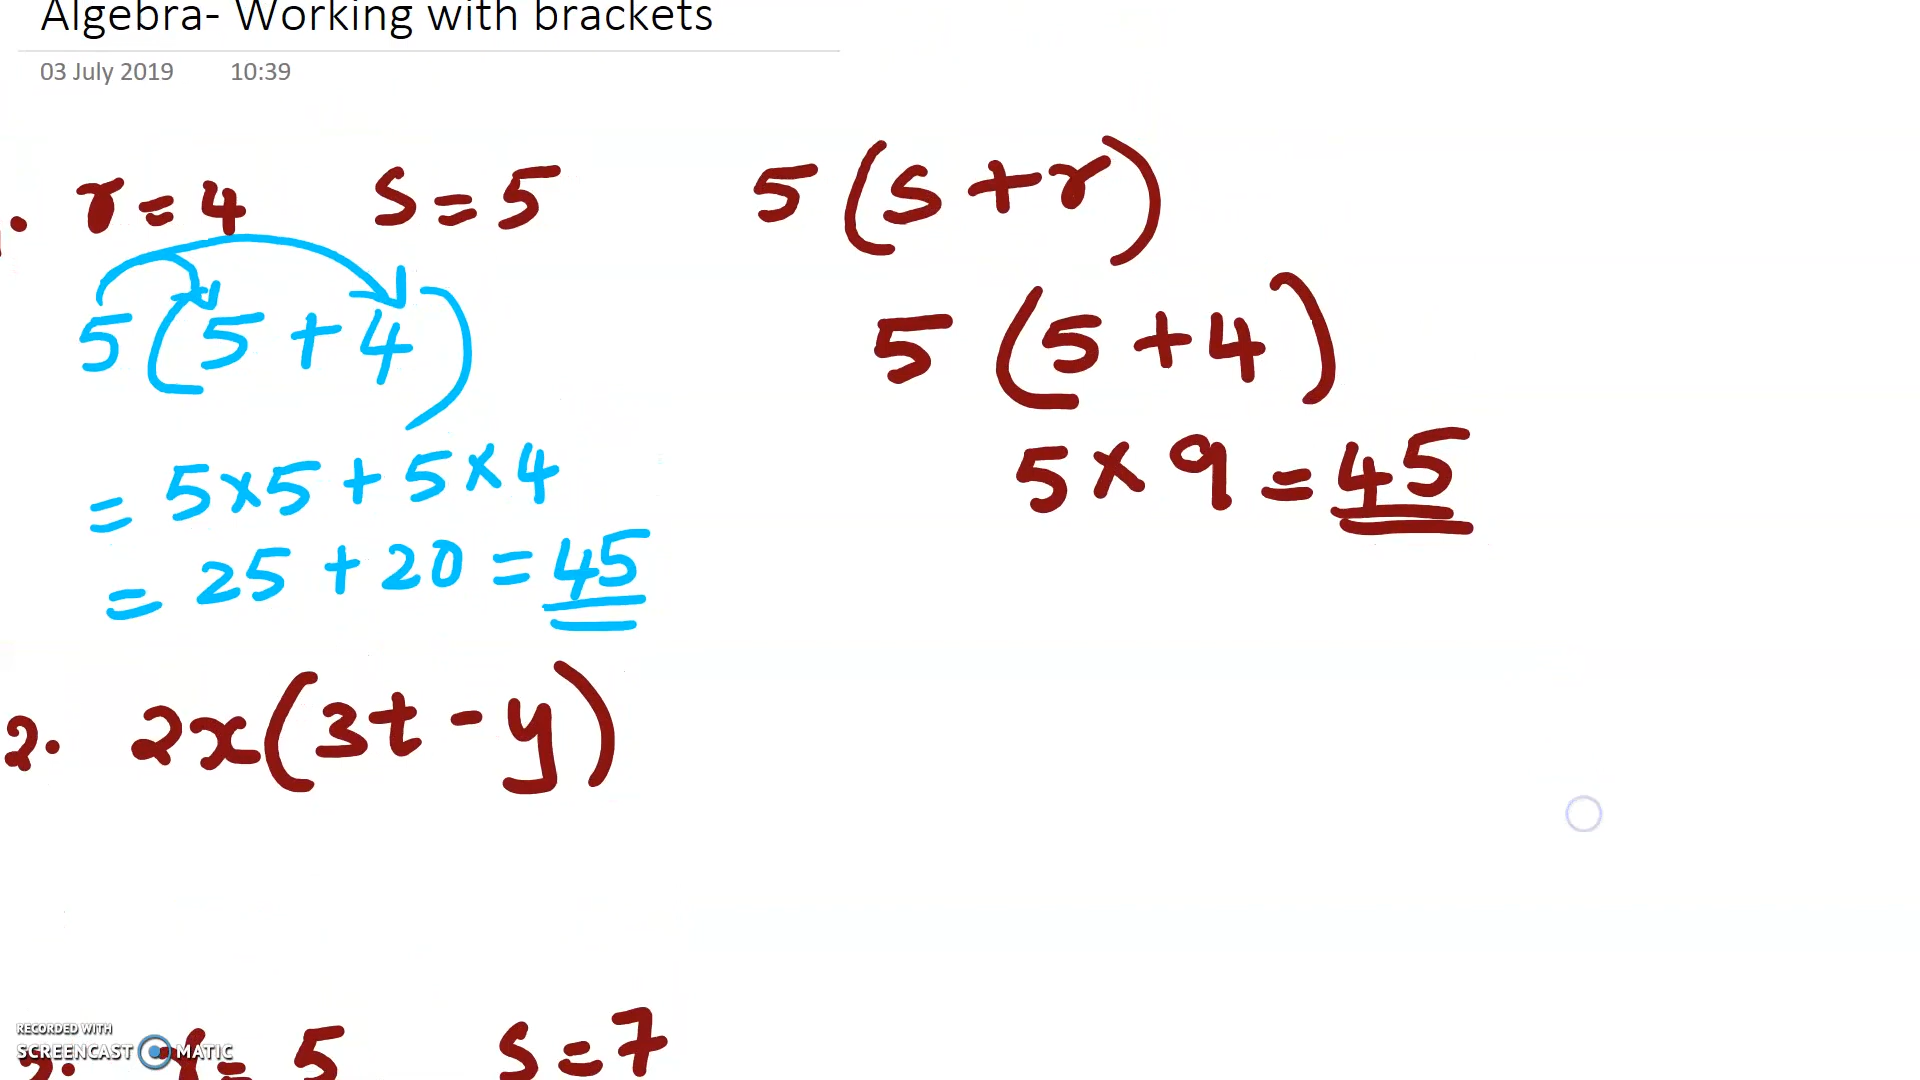 Algebra- Working with brackets
03 July 2019 10:39
. r = 4 s = 5 5 ( s + r )
5 ( 5 + 4 ) 5 ( 5 + 4 )
= 5 × 5 + 5 × 4 5 × 9 = 45
= 25 + 20 = 45
2. 2x ( 3t - y )
= 5 s = 7
RECORDED WITH
SCREENCAST MATIC